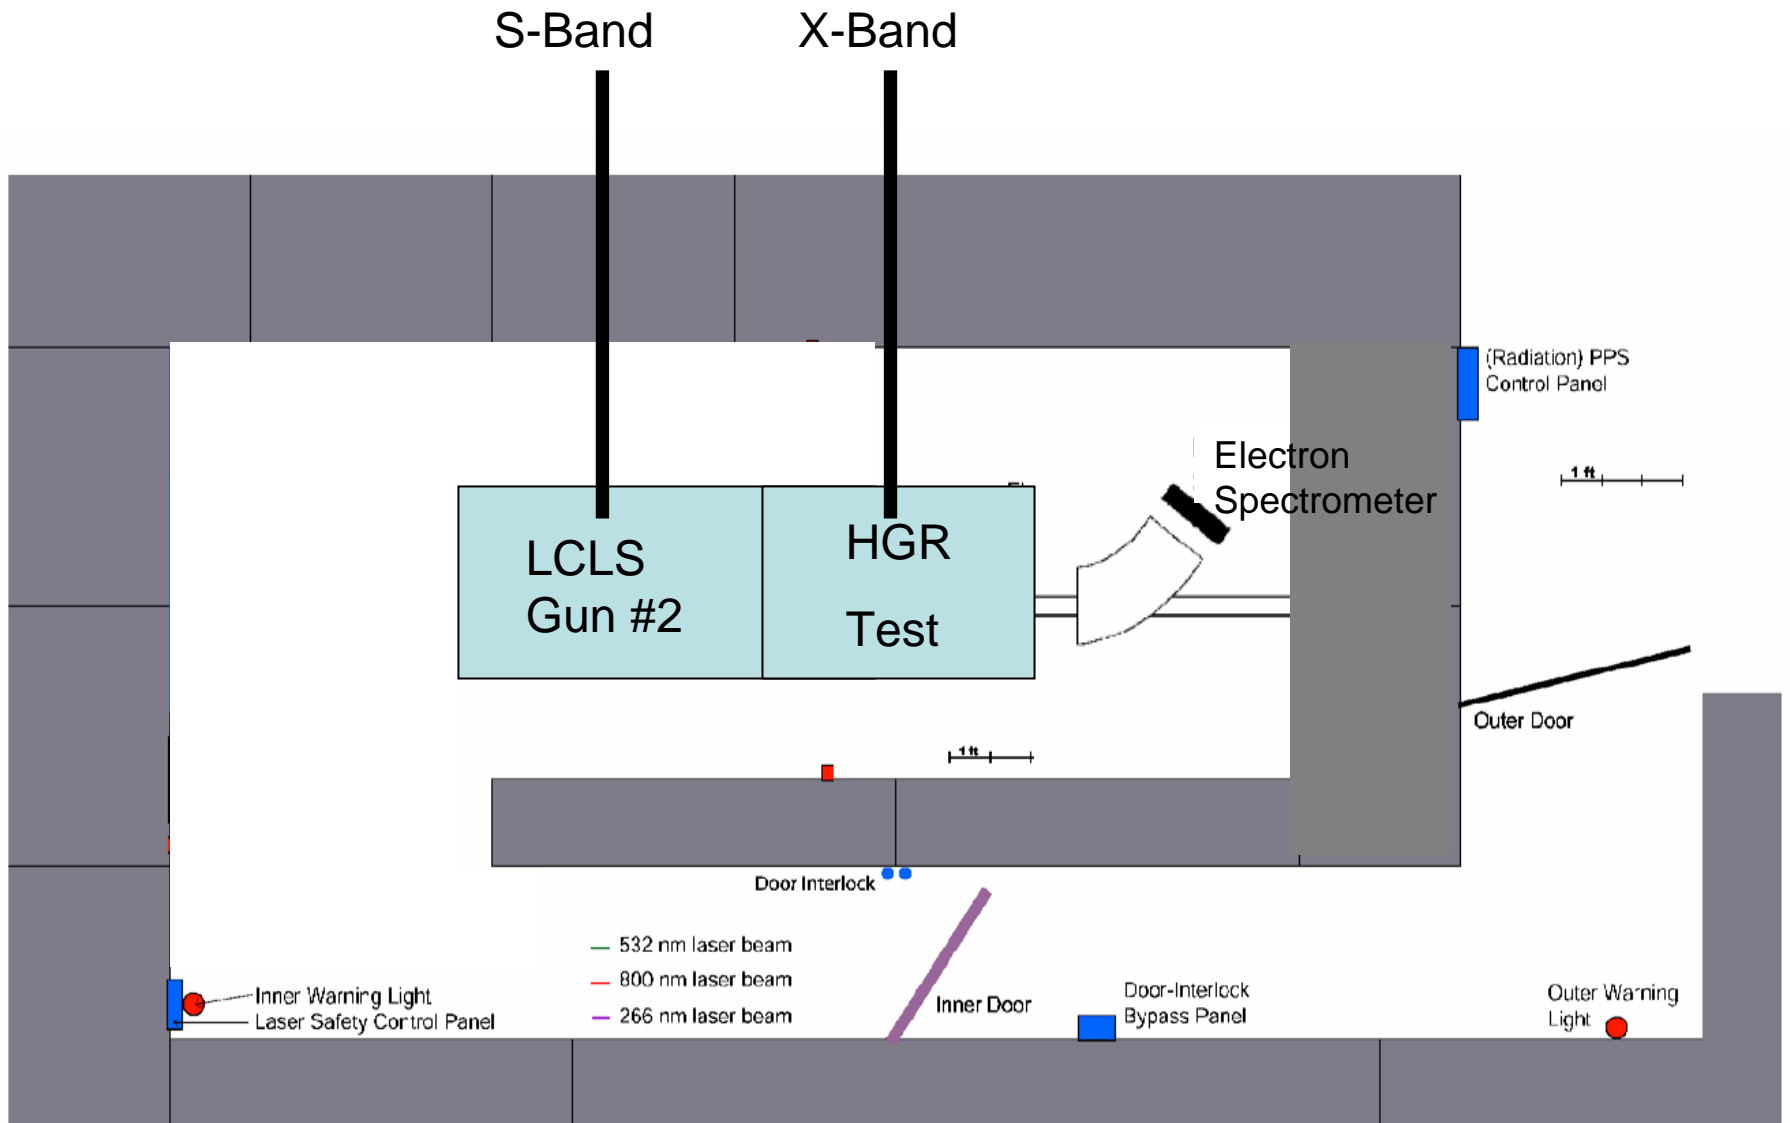 S-Band
X-Band
(Radiation) PPS
Control Panel
Electron
Spectrometer
1 ft
LCLS
Gun #2
HGR
Test
Outer Door
1 ft
Door Interlock
532 nm laser beam
800 nm laser beam
266 nm laser beam
Inner Warning Light
Laser Safety Control Panel
Inner Door
Door-Interlock
Bypass Panel
Outer Warning
Light